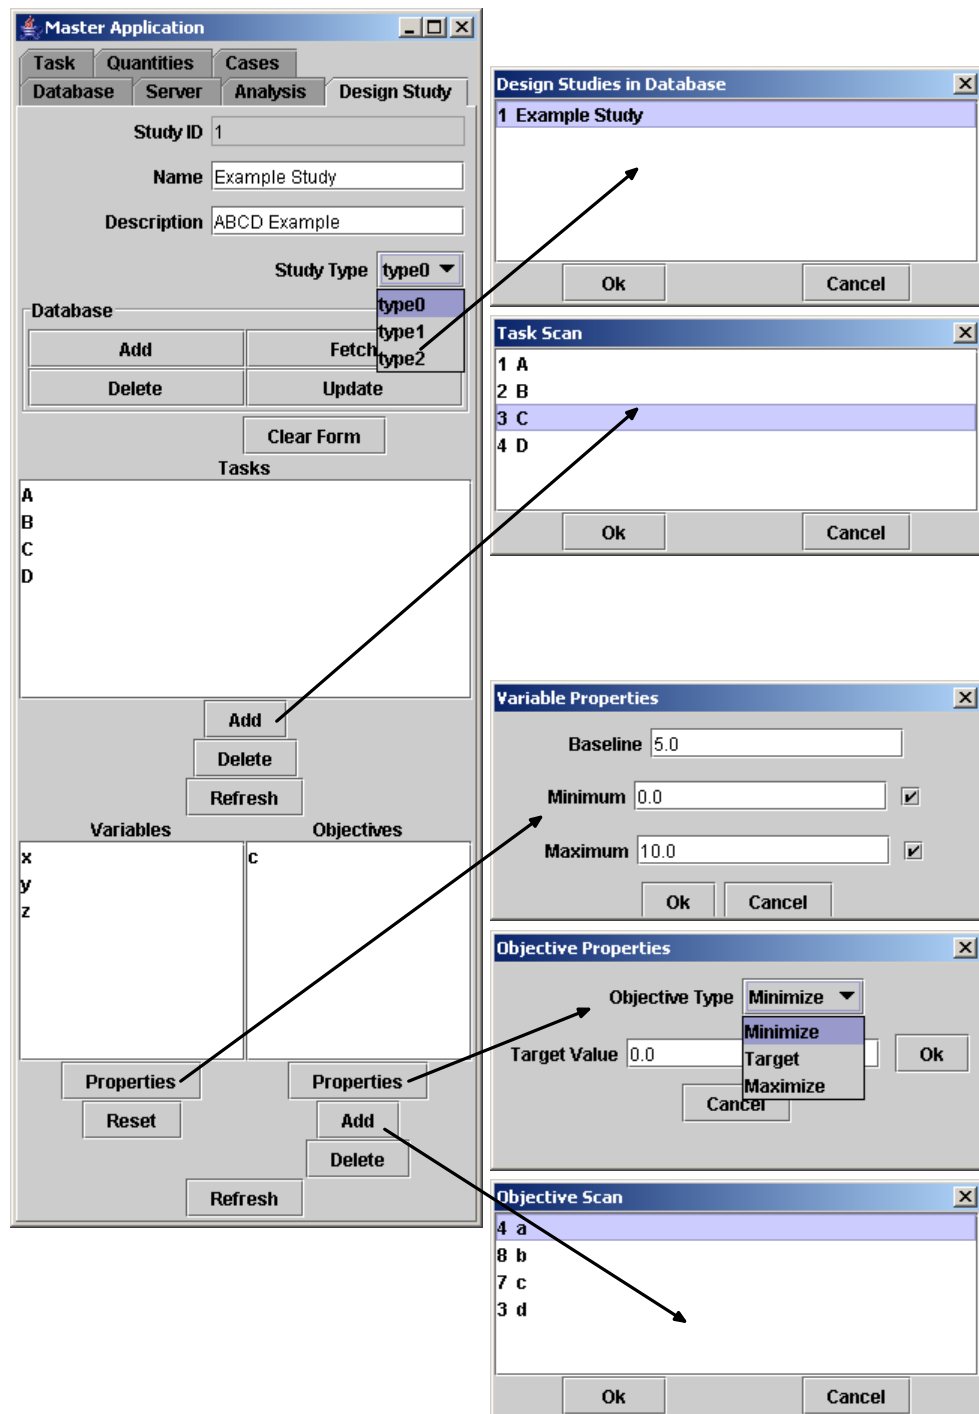 Master Application
Task Quantities Cases
Database Server Analysis Design Study
Study ID 1
Name Example Study
Description ABCD Example
Study Type type0
type0
type1
type2
Database
Add Fetch
Delete Update
Clear Form
Tasks
A
B
C
D
Add
Delete
Refresh
Variables Objectives
x c
y
z
Properties Properties
Reset Add
Delete
Refresh
Design Studies in Database
1 Example Study
Ok Cancel
Task Scan
1 A
2 B
3 C
4 D
Ok Cancel
Variable Properties
Baseline 5.0
Minimum 0.0
Maximum 10.0
Ok Cancel
Objective Properties
Objective Type Minimize
Minimize
Target Value 0.0 Target Ok
Maximize
Cancel
Objective Scan
4 a
8 b
7 c
3 d
Ok Cancel